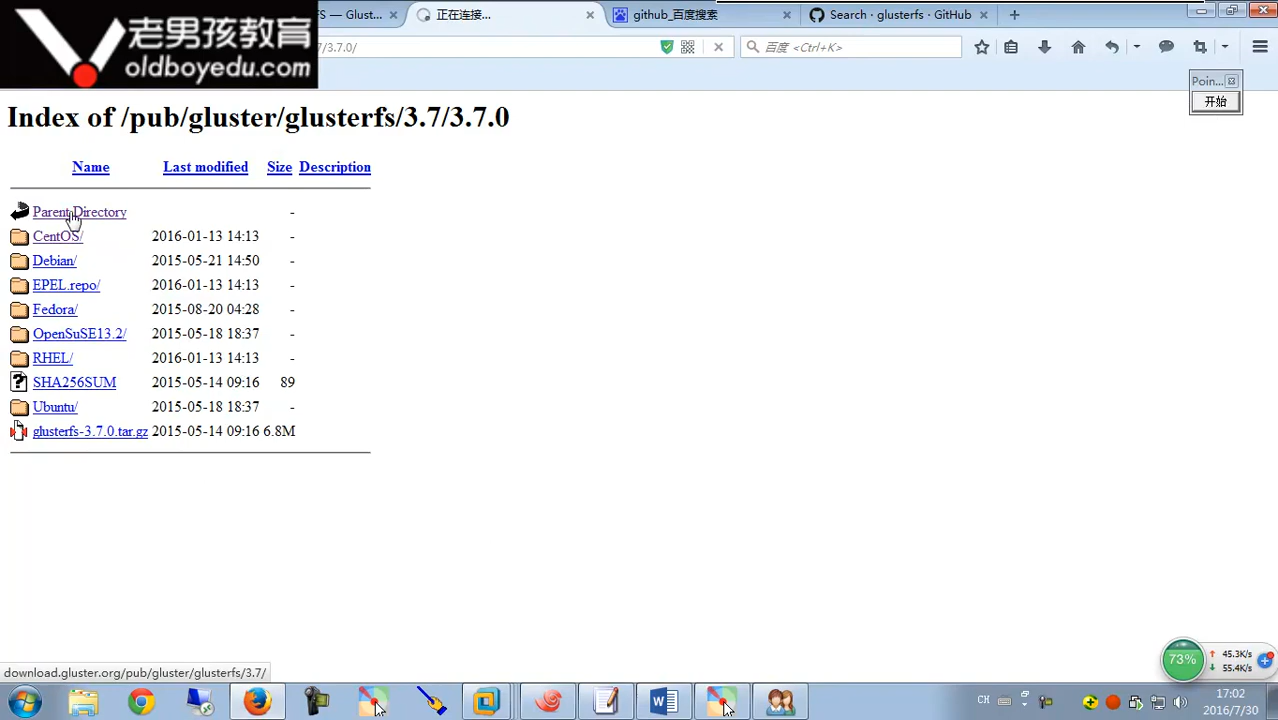 老男孩教育
oldboyedu.com
FS — Glust...
正在连接...
github_百度搜索
Search · glusterfs · GitHub
/3.7.0/
百度 <Ctrl+K>
Poin...
开始
Index of /pub/gluster/glusterfs/3.7/3.7.0
Name Last modified Size Description
Parent Directory -
CentOS/ 2016-01-13 14:13 -
Debian/ 2015-05-21 14:50 -
EPEL.repo/ 2016-01-13 14:13 -
Fedora/ 2015-08-20 04:28 -
OpenSuSE13.2/ 2015-05-18 18:37 -
RHEL/ 2016-01-13 14:13 -
SHA256SUM 2015-05-14 09:16 89
Ubuntu/ 2015-05-18 18:37 -
glusterfs-3.7.0.tar.gz 2015-05-14 09:16 6.8M
73%
45.3K/s
55.4K/s
download.gluster.org/pub/gluster/glusterfs/3.7/
CH
17:02
2016/7/30